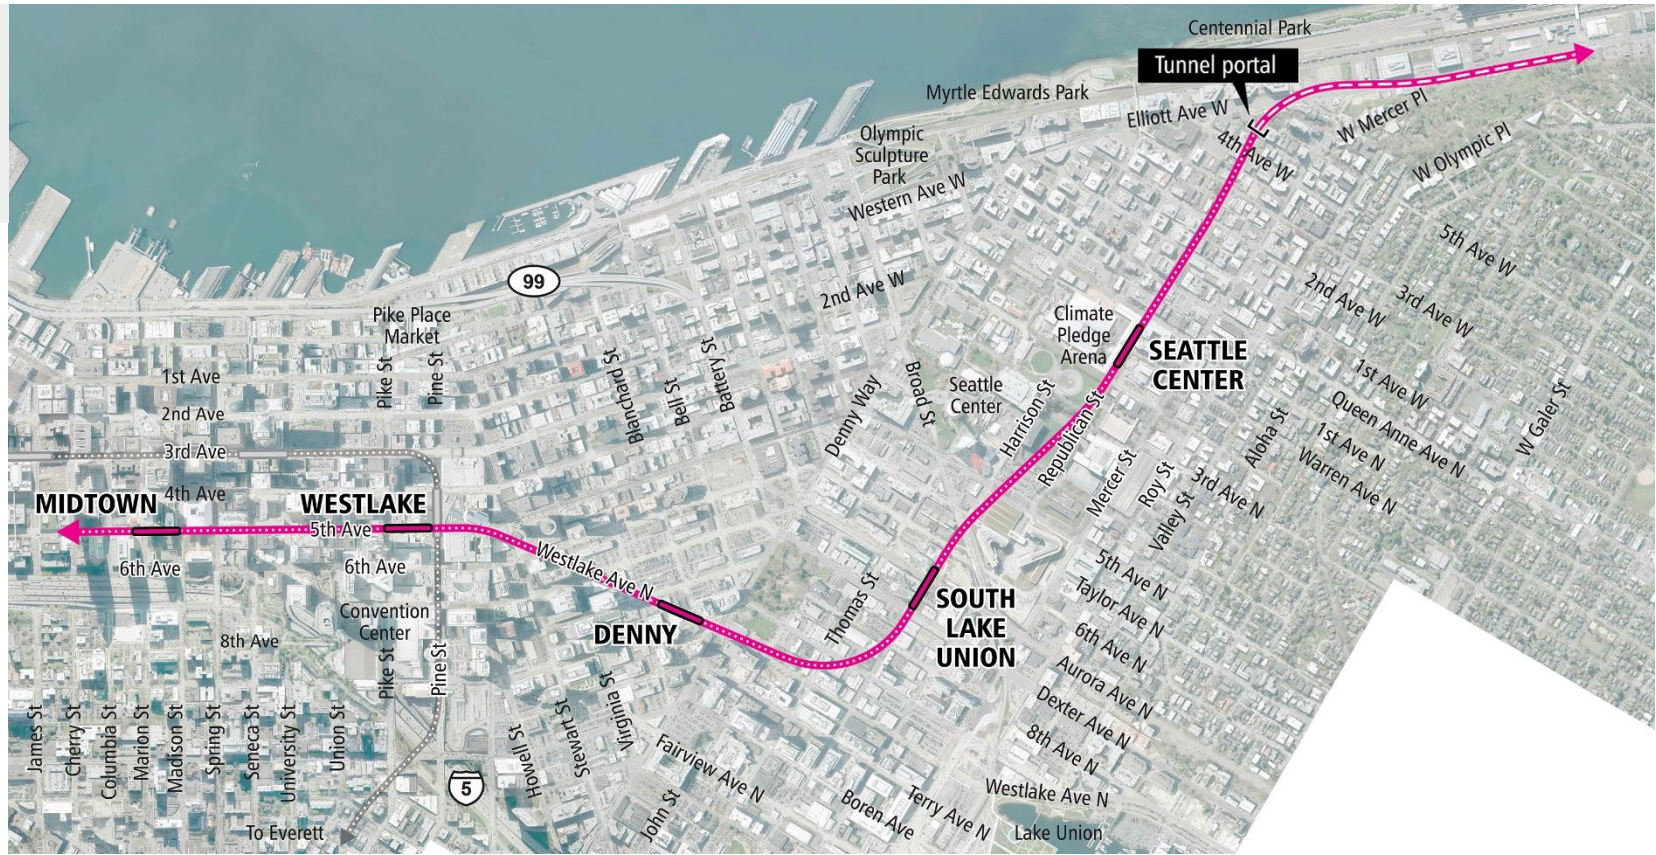 Centennial Park
Tunnel portal
Myrtle Edwards Park
Elliott Ave W
W Mercer Pl
4th Ave W
W Olympic Pl
Olympic
Sculpture
Park
Western Ave W
5th Ave W
99
2nd Ave W
2nd Ave W
3rd Ave W
Pike Place
Market
Climate
Pledge
Arena
SEATTLE
CENTER
1st Ave
Pike St
Pine St
Blanchard St
Bell St
Battery St
Denny Way
Broad St
Seattle
Center
Harrison St
Republican St
1st Ave W
Queen Anne Ave N
1st Ave N
Warren Ave N
Aloha St
W Galer St
2nd Ave
3rd Ave
Mercer St
Roy St
Valley St
3rd Ave N
MIDTOWN
4th Ave
WESTLAKE
5th Ave
6th Ave
6th Ave
Westlake Ave N
DENNY
Thomas St
SOUTH
LAKE
UNION
5th Ave N
Taylor Ave N
6th Ave N
Aurora Ave N
Dexter Ave N
8th Ave N
Convention
Center
8th Ave
Pike St
Pine St
James St
Cherry St
Columbia St
Marion St
Madison St
Spring St
Seneca St
University St
Union St
5
Howell St
Stewart St
Virginia St
Fairview Ave N
John St
Boren Ave
Terry Ave N
Westlake Ave N
Lake Union
To Everett